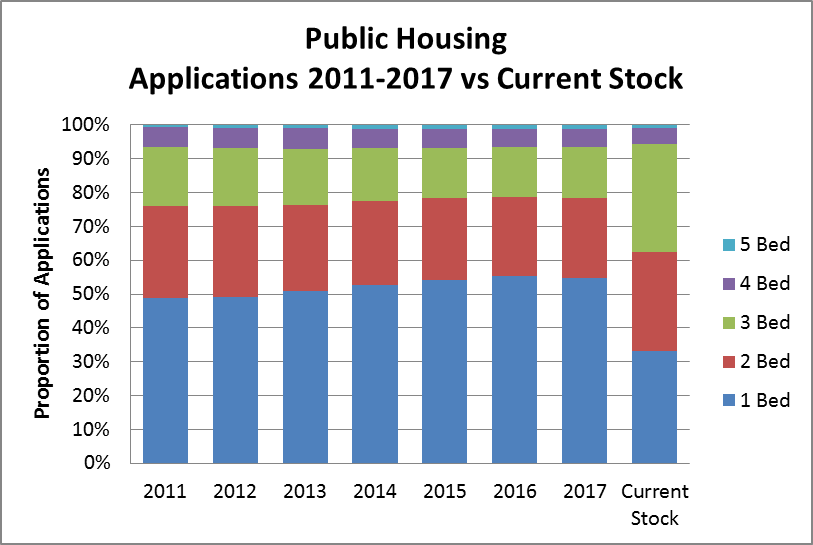 Public Housing
Applications 2011-2017 vs Current Stock
Proportion of Applications
100%
90%
80%
70%
60%
50%
40%
30%
20%
10%
0%
2011 2012 2013 2014 2015 2016 2017 Current
Stock
5 Bed
4 Bed
3 Bed
2 Bed
1 Bed